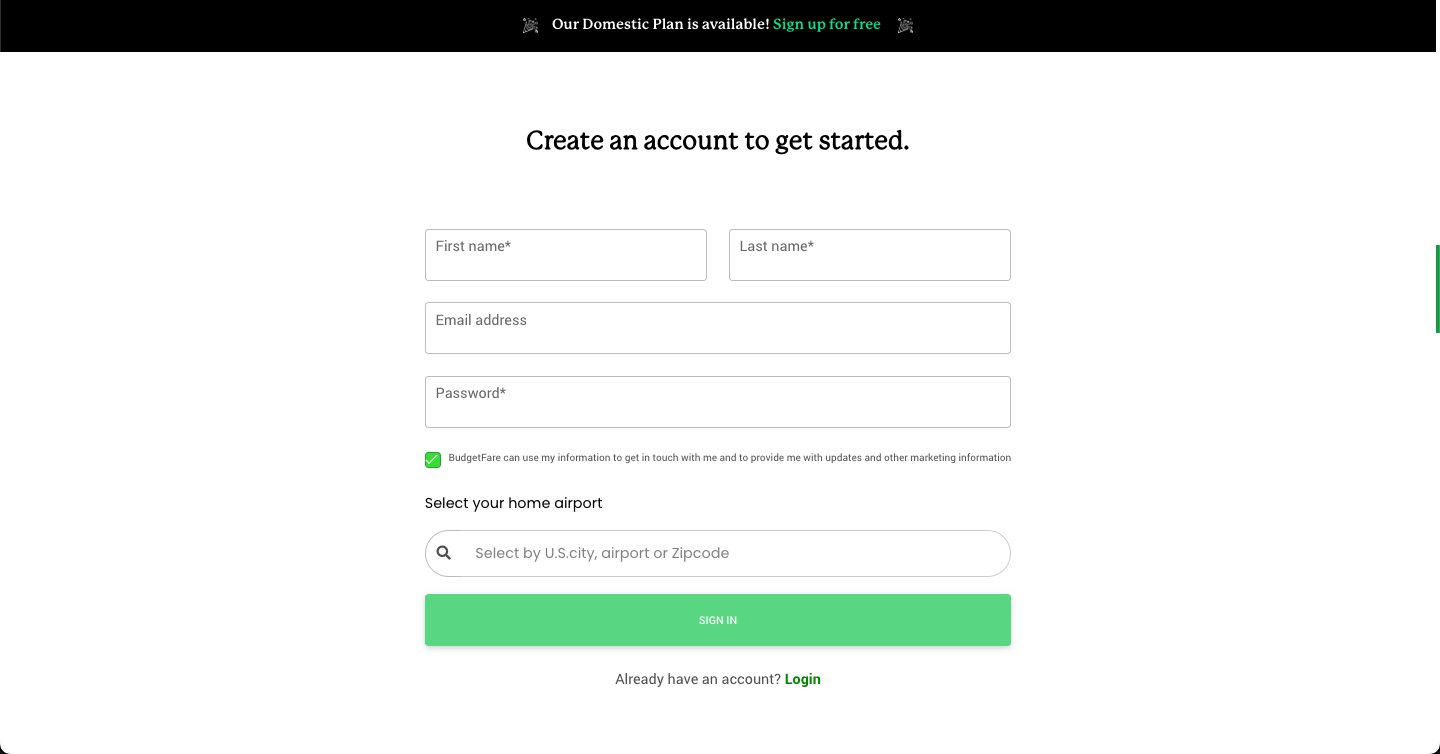 Our Domestic Plan is available! Sign up for free
Create an account to get started.
First name*
Last name*
Email address
Password*
BudgetFare can use my information to get in touch with me and to provide me with updates and other marketing information
Select your home airport
Select by U.S.city, airport or Zipcode
SIGN IN
Already have an account? Login